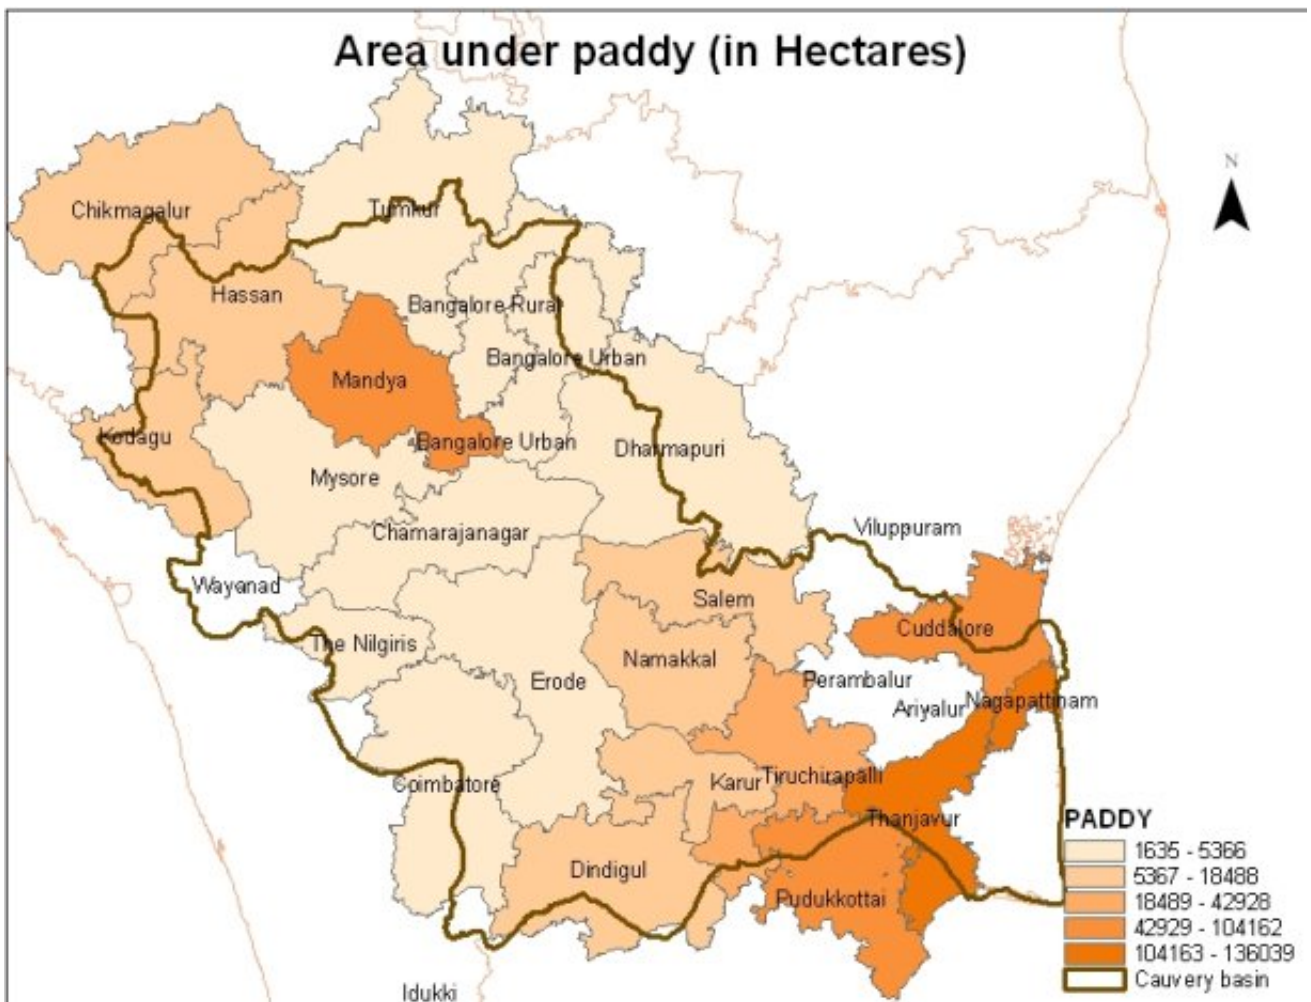 Area under paddy (in Hectares)
N
Chikmagalur
Tumkur
Hassan
Bangalore Rural
Bangalore Urban
Mandya
Kodagu
Bangalore Urban
Dharmapuri
Mysore
Chamarajanagar
Viluppuram
Wayanad
Salem
The Nilgiris
Cuddalore
Namakkal
Erode
Perambalur
Ariyalur
Nagapattinam
Coimbatore
Karur
Tiruchirapalli
Thanjavur
Dindigul
Pudukkottai
Idukki
PADDY
1635 - 5366
5367 - 18488
18489 - 42928
42929 - 104162
104163 - 136039
Cauvery basin